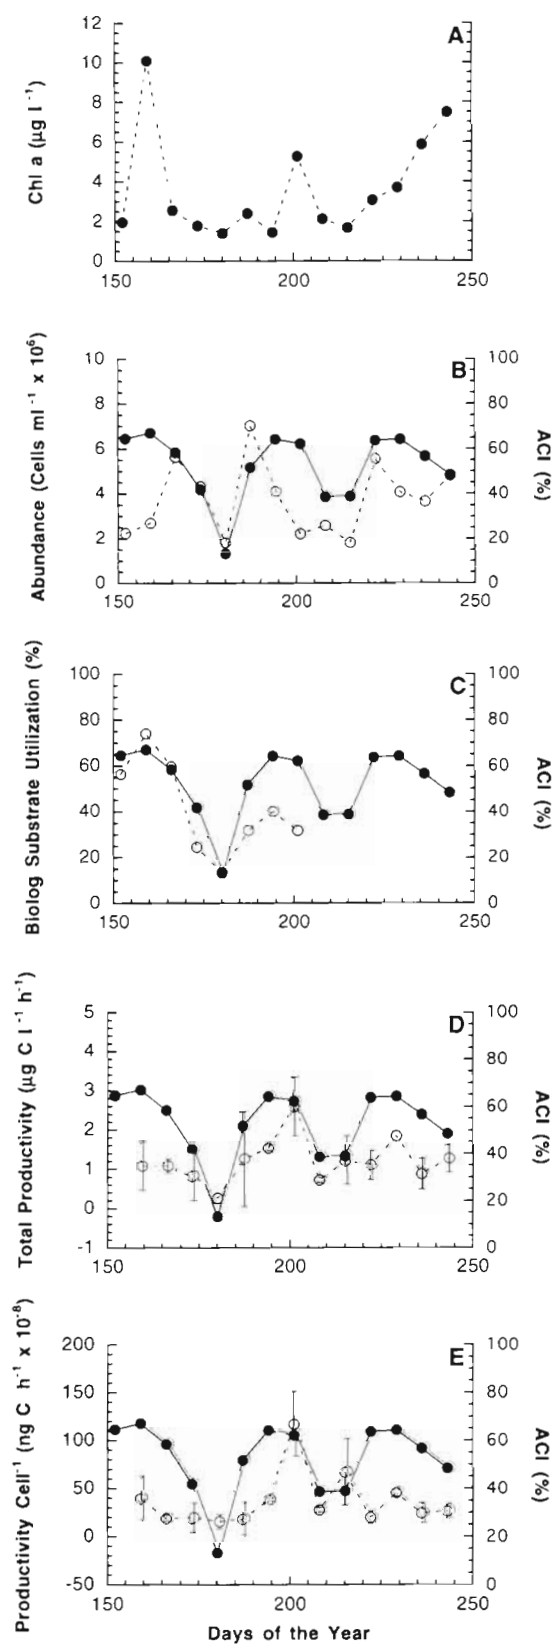 A
Chl a (µg l⁻¹)
12
10
8
6
4
2
0
150 200 250
B
Abundance (Cells ml⁻¹ x 10⁶)
10
8
6
4
2
0
100
80
60
40
20
0
ACI (%)
150 200 250
C
Biolog Substrate Utilization (%)
100
80
60
40
20
0
100
80
60
40
20
0
ACI (%)
150 200 250
D
Total Productivity (µg C l⁻¹ h⁻¹)
5
4
3
2
1
0
-1
100
80
60
40
20
0
ACI (%)
150 200 250
E
Productivity Cell⁻¹ (ng C h⁻¹ x 10⁻⁸)
200
150
100
50
0
-50
100
80
60
40
20
0
ACI (%)
150 200 250
Days of the Year